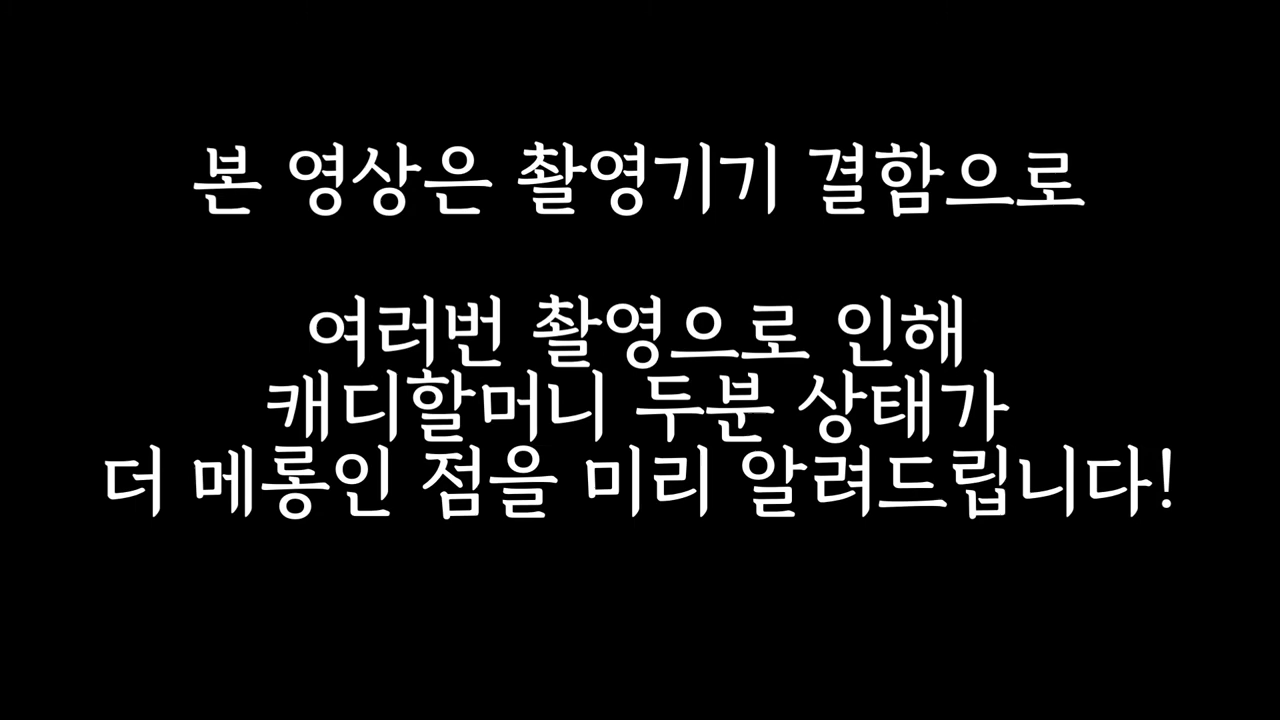 본 영상은 촬영기기 결함으로
여러번 촬영으로 인해
캐디할머니 두분 상태가
더 메롱인 점을 미리 알려드립니다!